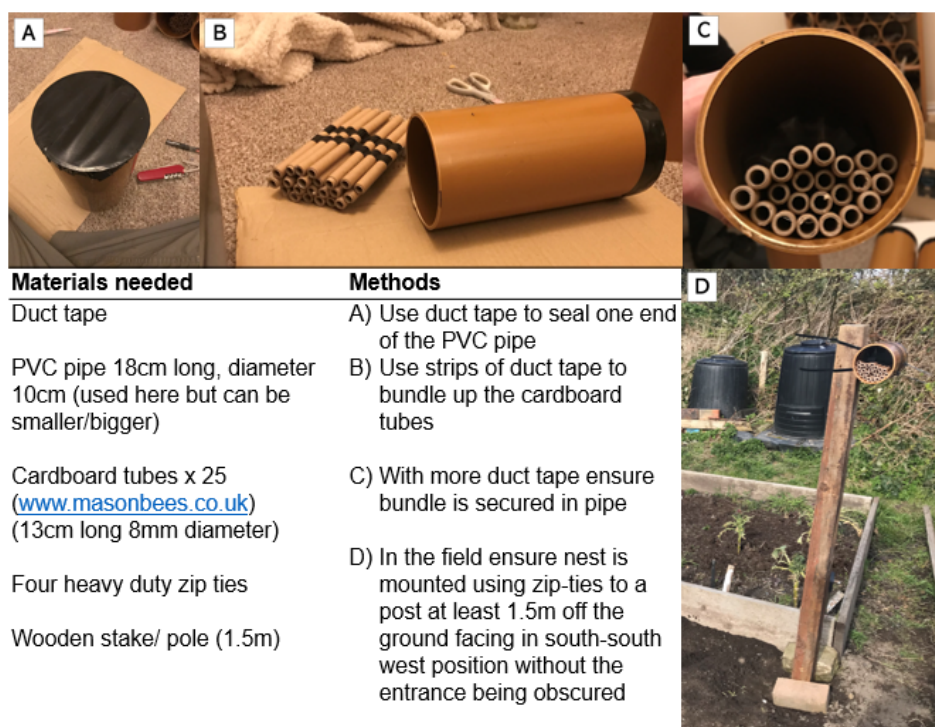 A
B
C
Materials needed
Duct tape
PVC pipe 18cm long, diameter
10cm (used here but can be
smaller/bigger)
Cardboard tubes x 25
(www.masonbees.co.uk)
(13cm long 8mm diameter)
Four heavy duty zip ties
Wooden stake/ pole (1.5m)
Methods
A) Use duct tape to seal one end
of the PVC pipe
B) Use strips of duct tape to
bundle up the cardboard
tubes
C) With more duct tape ensure
bundle is secured in pipe
D) In the field ensure nest is
mounted using zip-ties to a
post at least 1.5m off the
ground facing in south-south
west position without the
entrance being obscured
D